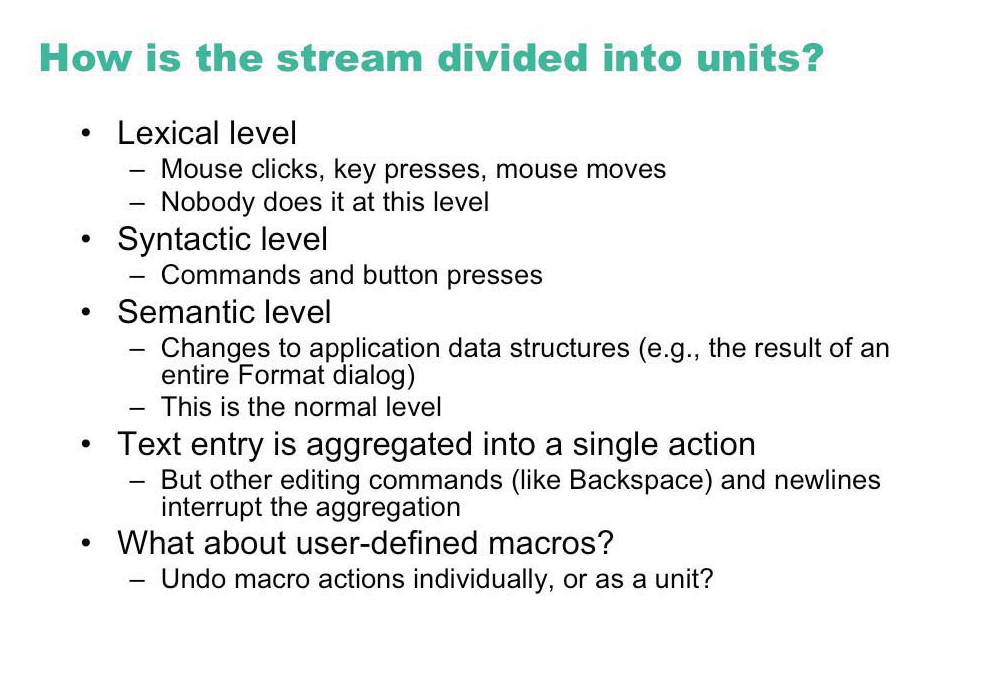 How is the stream divided into units?
• Lexical level
– Mouse clicks, key presses, mouse moves
– Nobody does it at this level
• Syntactic level
– Commands and button presses
• Semantic level
– Changes to application data structures (e.g., the result of an
entire Format dialog)
– This is the normal level
• Text entry is aggregated into a single action
– But other editing commands (like Backspace) and newlines
interrupt the aggregation
• What about user-defined macros?
– Undo macro actions individually, or as a unit?